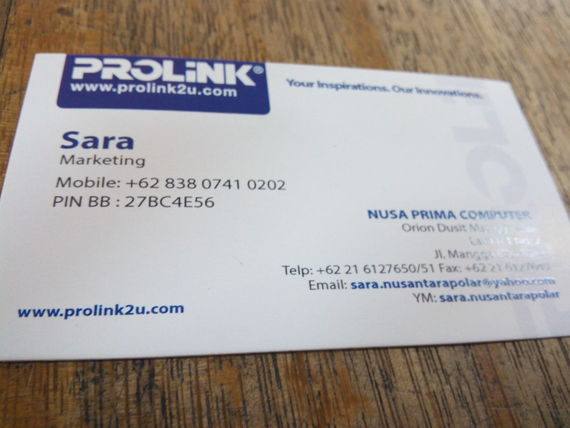 PROLiNK®
www.prolink2u.com
Your Inspirations. Our Innovations.
Sara
Marketing
Mobile: +62 838 0741 0202
PIN BB : 27BC4E56
NUSA PRIMA COMPUTER
Orion Dusit
Jl. Mangga
Telp: +62 21 6127650/51 Fax: +62 21
Email: sara.nusantarapolar@yahoo.com
YM: sara.nusantarapolar
www.prolink2u.com